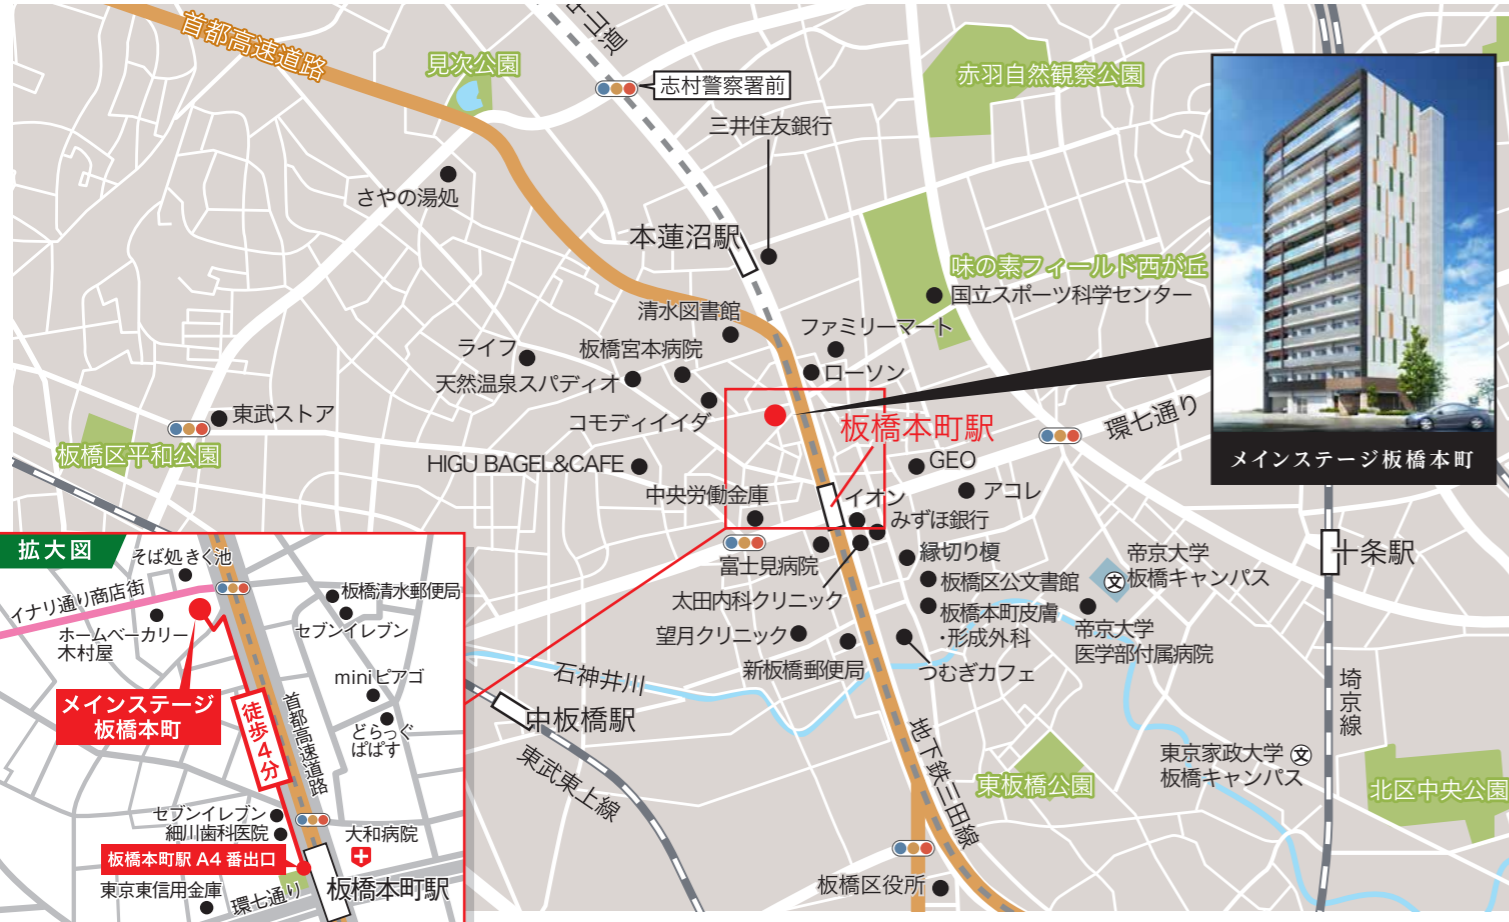 首都高速道路
見次公園
中山道
志村警察署前
赤羽自然観察公園
三井住友銀行
さやの湯処
本蓮沼駅
味の素フィールド西が丘
国立スポーツ科学センター
清水図書館
ファミリーマート
ライフ
板橋宮本病院
ローソン
天然温泉スパディオ
コモディイイダ
東武ストア
板橋区平和公園
板橋本町駅
環七通り
メインステージ板橋本町
HIGU BAGEL&CAFE
GEO
中央労働金庫
イオン
アコレ
みずほ銀行
富士見病院
縁切り榎
帝京大学
板橋キャンパス
文
十条駅
太田内科クリニック
板橋区公文書館
板橋本町皮膚
・形成外科
帝京大学
医学部付属病院
望月クリニック
新板橋郵便局
つむぎカフェ
石神井川
中板橋駅
東武東上線
地下鉄三田線
埼京線
東京家政大学
板橋キャンパス
文
東板橋公園
北区中央公園
板橋区役所
拡大図
そば処 きく池
イナリ通り商店街
板橋清水郵便局
セブンイレブン
ホームベーカリー
木村屋
mini ピアゴ
メインステージ
板橋本町
徒歩4分
首都高速道路
どらっぐ
ぱぱす
セブンイレブン
細川歯科医院
大和病院
板橋本町駅 A4 番出口
東京東信用金庫
環七通り
板橋本町駅